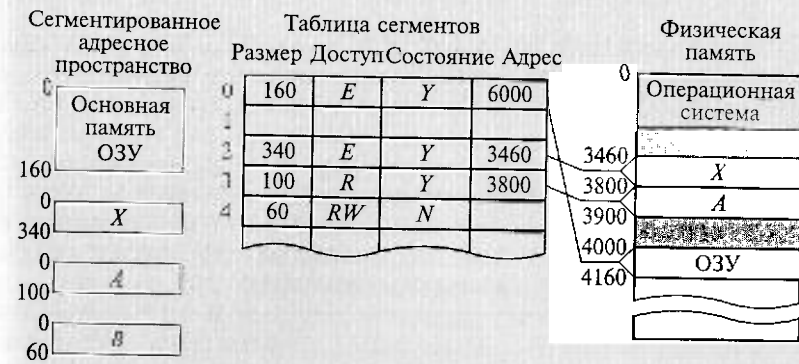 Сегментированное
адресное
пространство
0
Основная
память
ОЗУ
160
0
X
340
0
A
100
0
B
60
Таблица сегментов
Размер Доступ Состояние Адрес
0 160 E Y 6000
1
2 340 E Y 3460
3 100 R Y 3800
4 60 RW N
Физическая
память
0
Операционная
система
3460
X
3800
A
3900
4000
ОЗУ
4160